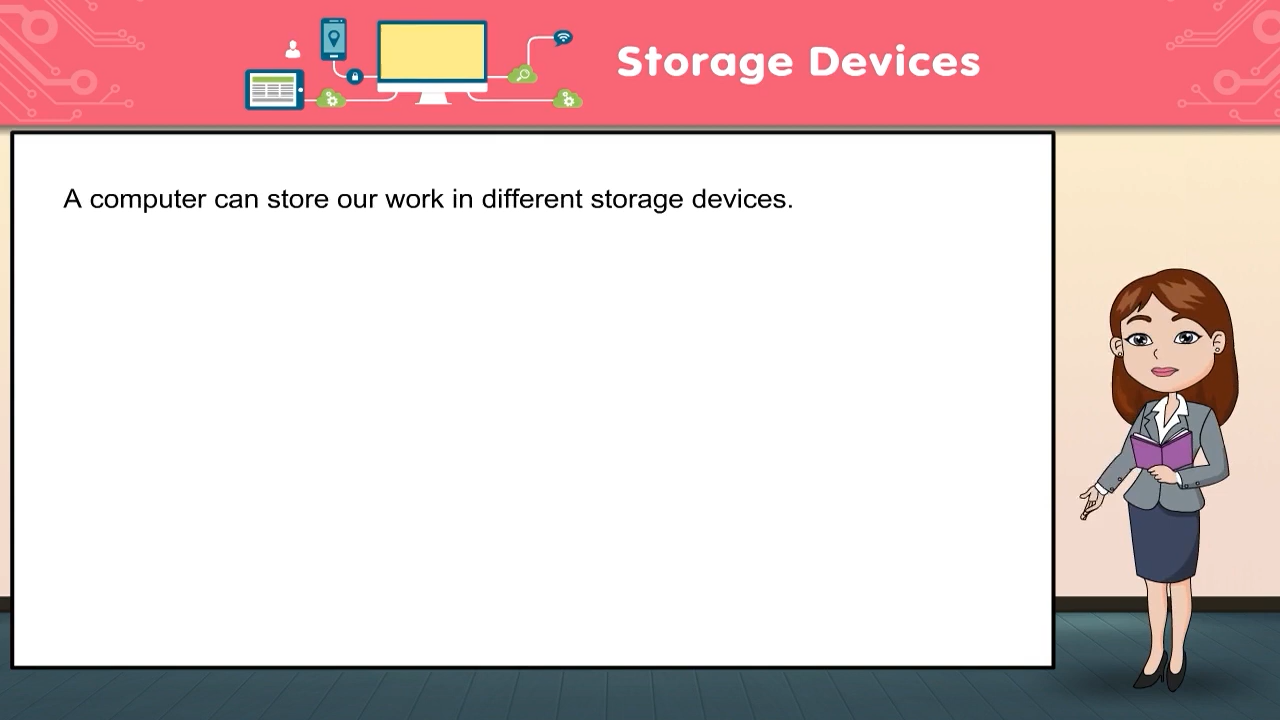 Storage Devices
A computer can store our work in different storage devices.